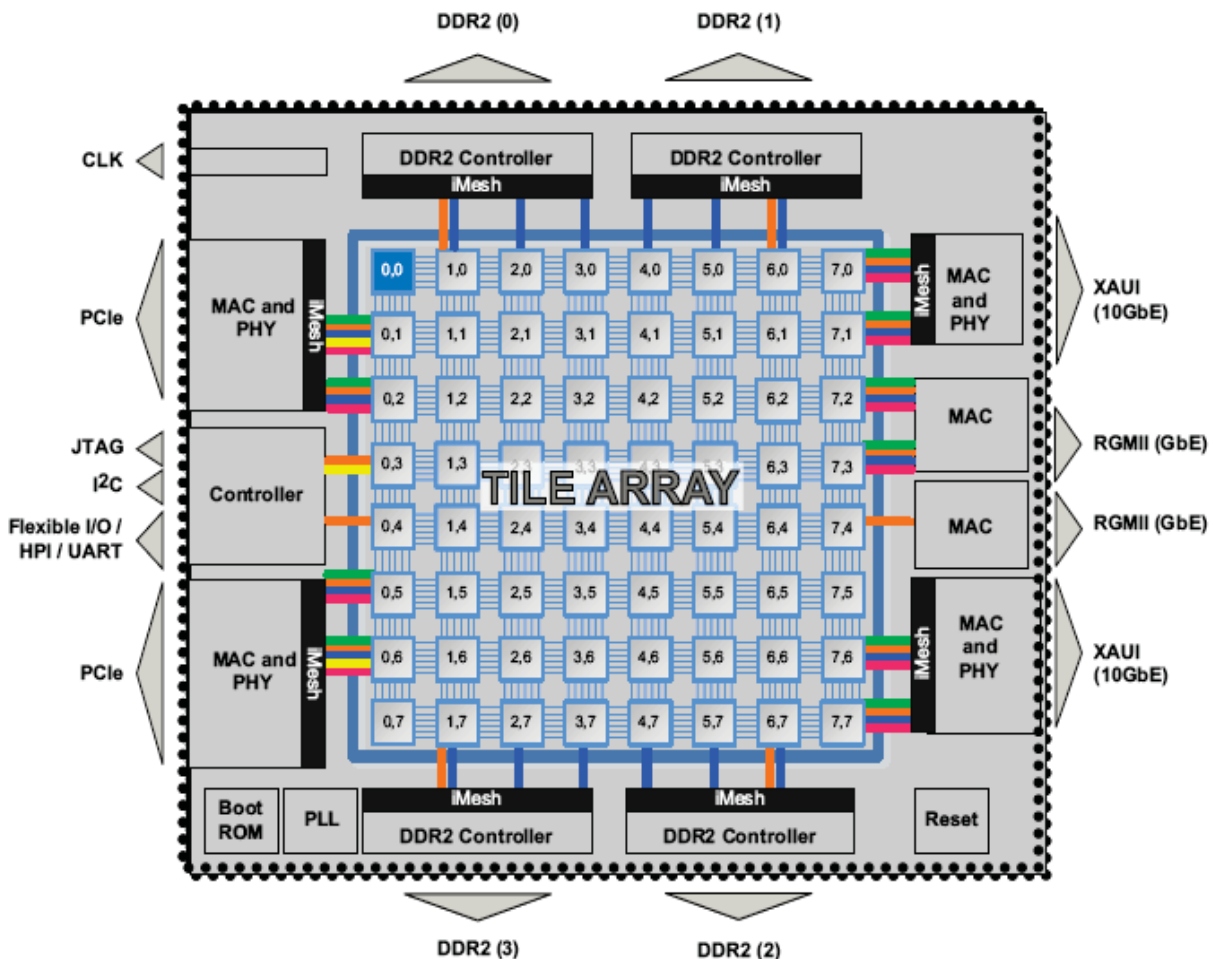 DDR2 (0)
DDR2 (1)
CLK
DDR2 Controller
iMesh
DDR2 Controller
iMesh
PCIe
MAC and
PHY
iMesh
iMesh
MAC
and
PHY
XAUI
(10GbE)
0,0 1,0 2,0 3,0 4,0 5,0 6,0 7,0
0,1 1,1 2,1 3,1 4,1 5,1 6,1 7,1
0,2 1,2 2,2 3,2 4,2 5,2 6,2 7,2
0,3 1,3 2,3 3,3 4,3 5,3 6,3 7,3
TILE ARRAY
0,4 1,4 2,4 3,4 4,4 5,4 6,4 7,4
0,5 1,5 2,5 3,5 4,5 5,5 6,5 7,5
0,6 1,6 2,6 3,6 4,6 5,6 6,6 7,6
0,7 1,7 2,7 3,7 4,7 5,7 6,7 7,7
JTAG
I²C
Flexible I/O /
HPI / UART
Controller
MAC
RGMII (GbE)
MAC
RGMII (GbE)
PCIe
MAC and
PHY
iMesh
iMesh
MAC
and
PHY
XAUI
(10GbE)
Boot
ROM
PLL
iMesh
DDR2 Controller
iMesh
DDR2 Controller
Reset
DDR2 (3)
DDR2 (2)